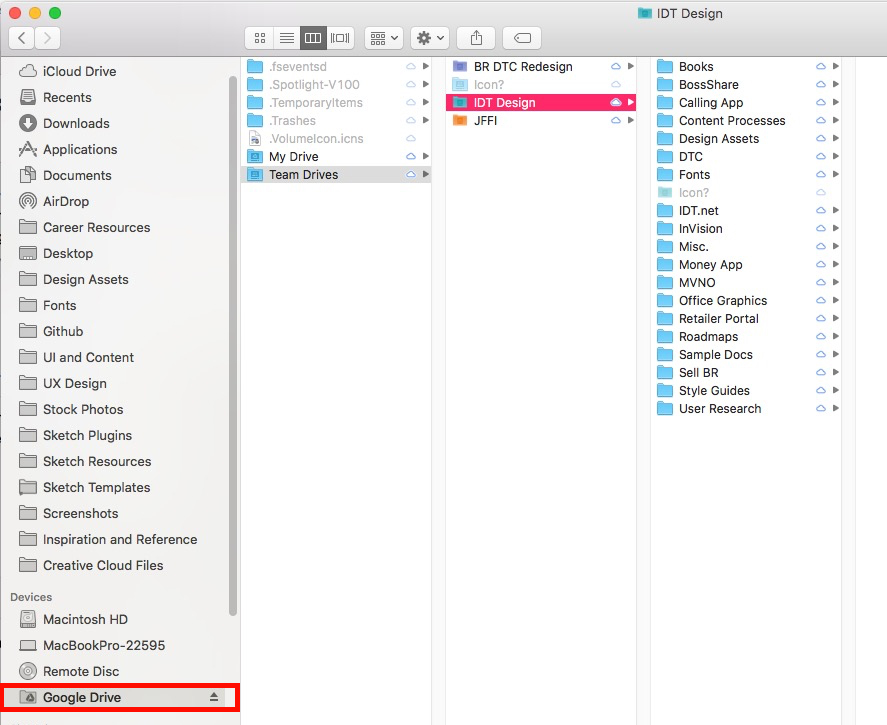 IDT Design
iCloud Drive
Recents
Downloads
Applications
Documents
AirDrop
Career Resources
Desktop
Design Assets
Fonts
Github
UI and Content
UX Design
Stock Photos
Sketch Plugins
Sketch Resources
Sketch Templates
Screenshots
Inspiration and Reference
Creative Cloud Files
Devices
Macintosh HD
MacBookPro-22595
Remote Disc
Google Drive
.fseventsd
.Spotlight-V100
.TemporaryItems
.Trashes
.VolumeIcon.icns
My Drive
Team Drives
BR DTC Redesign
Icon?
IDT Design
JFFI
Books
BossShare
Calling App
Content Processes
Design Assets
DTC
Fonts
Icon?
IDT.net
InVision
Misc.
Money App
MVNO
Office Graphics
Retailer Portal
Roadmaps
Sample Docs
Sell BR
Style Guides
User Research